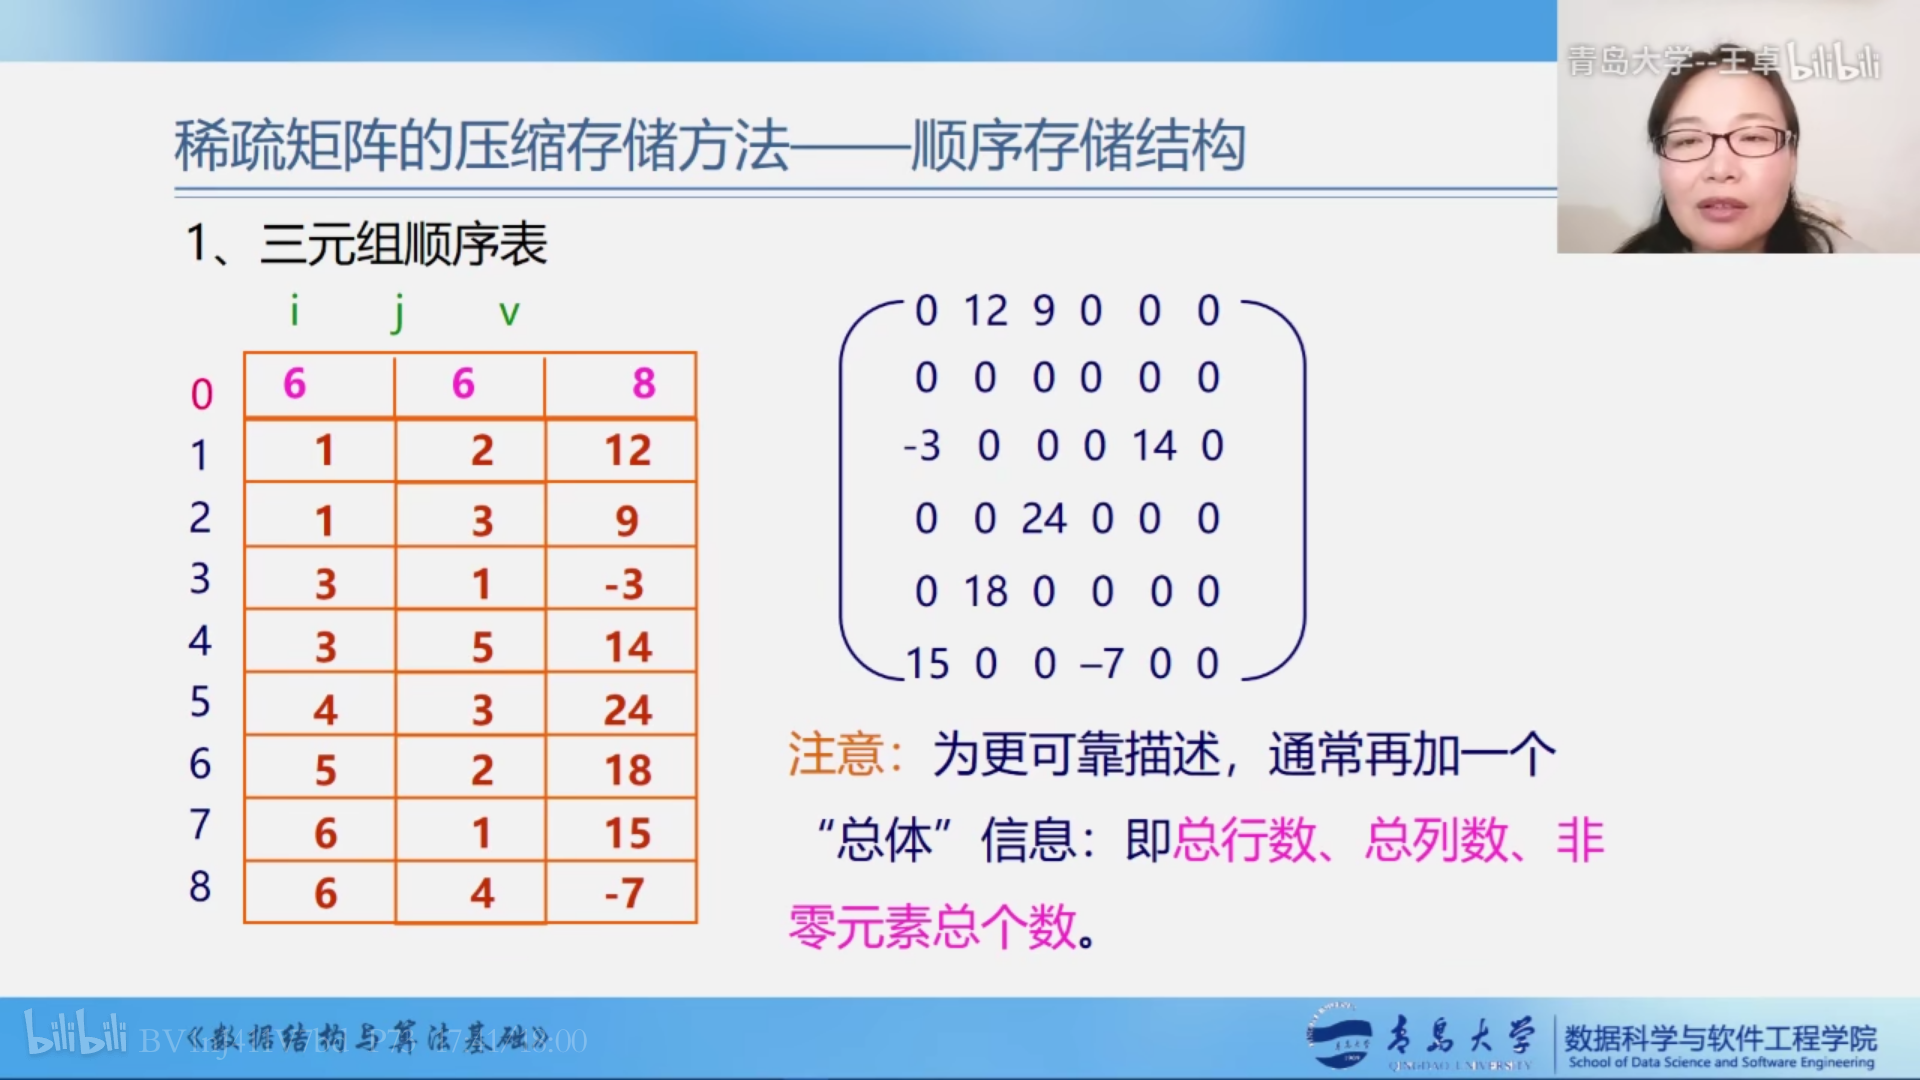 青岛大学--王卓 bilibili
稀疏矩阵的压缩存储方法——顺序存储结构
1、三元组顺序表
i j v
0 6 6 8
1 1 2 12
2 1 3 9
3 3 1 -3
4 3 5 14
5 4 3 24
6 5 2 18
7 6 1 15
8 6 4 -7
0 12 9 0 0 0
0 0 0 0 0 0
-3 0 0 0 14 0
0 0 24 0 0 0
0 18 0 0 0 0
15 0 0 –7 0 0
注意：为更可靠描述，通常再加一个
“总体”信息：即总行数、总列数、非
零元素总个数。
bilibili
《数据结构与算法基础》
青岛大学
QINGDAO UNIVERSITY
数据科学与软件工程学院
School of Data Science and Software Engineering